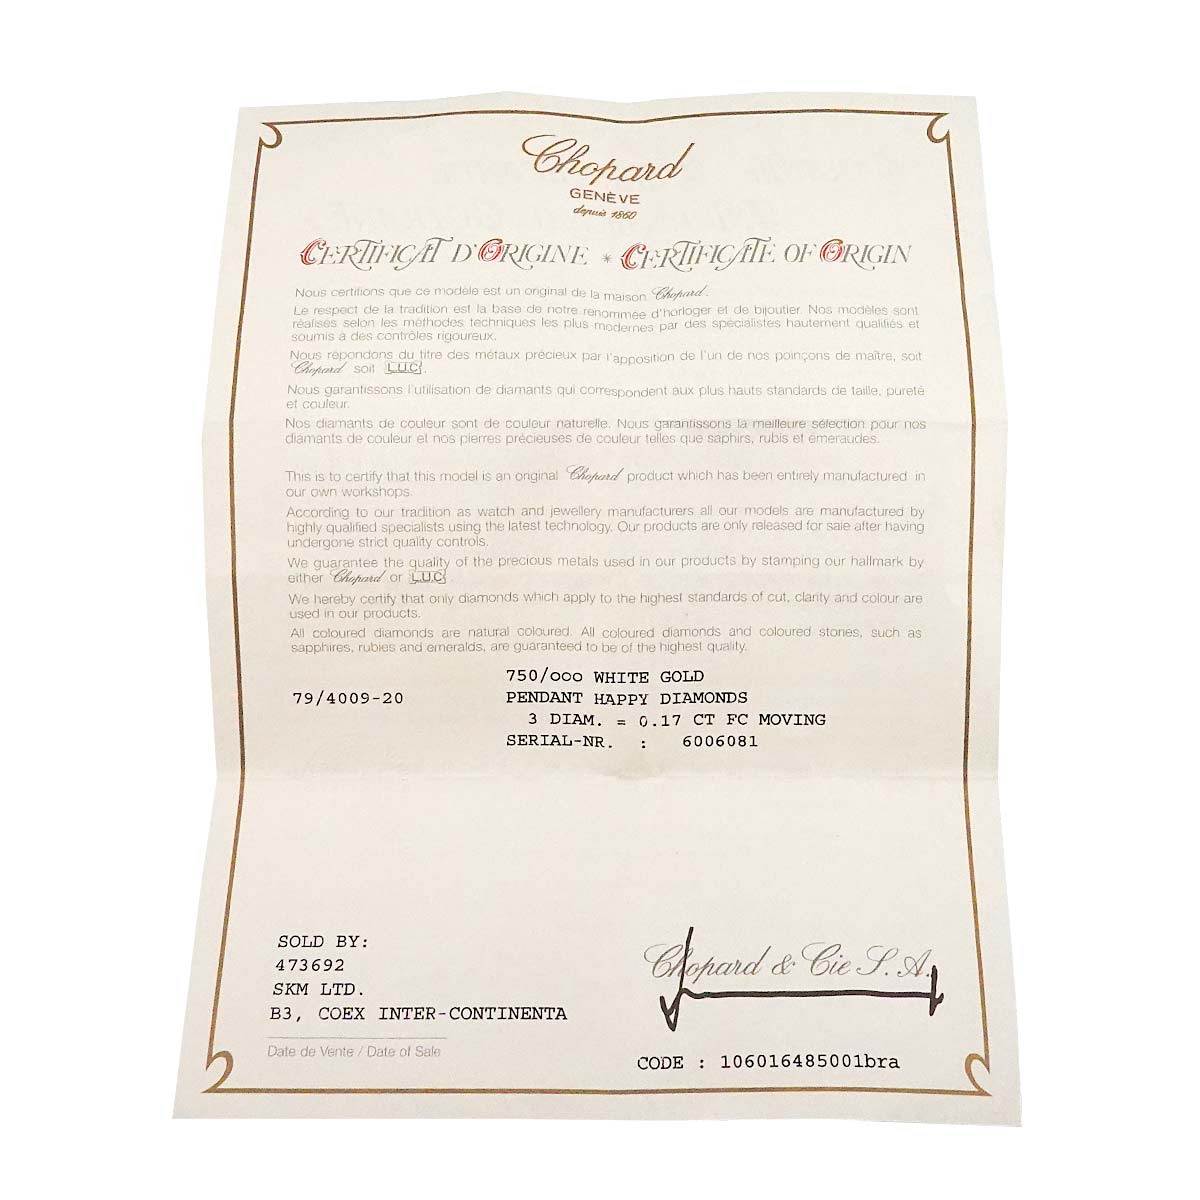 Chopard
GENÈVE
depuis 1860
CERTIFICAT D'ORIGINE * CERTIFICATE OF ORIGIN
Nous certifions que ce modèle est un original de la maison Chopard.
Le respect de la tradition est la base de notre renommée d'horloger et de bijoutier. Nos modèles sont
réalisés selon les méthodes techniques les plus modernes par des spécialistes hautement qualifiés et
soumis à des contrôles rigoureux.
Nous répondons du titre des métaux précieux par l'apposition de l'un de nos poinçons de maître, soit
Chopard soit L.U.C.
Nous garantissons l'utilisation de diamants qui correspondent aux plus hauts standards de taille, pureté
et couleur.
Nos diamants de couleur sont de couleur naturelle. Nous garantissons la meilleure sélection pour nos
diamants de couleur et nos pierres précieuses de couleur telles que saphirs, rubis et émeraudes.
This is to certify that this model is an original Chopard product which has been entirely manufactured in
our own workshops.
According to our tradition as watch and jewellery manufacturers all our models are manufactured by
highly qualified specialists using the latest technology. Our products are only released for sale after having
undergone strict quality controls.
We guarantee the quality of the precious metals used in our products by stamping our hallmark by
either Chopard or L.U.C.
We hereby certify that only diamonds which apply to the highest standards of cut, clarity and colour are
used in our products.
All coloured diamonds are natural coloured. All coloured diamonds and coloured stones, such as
sapphires, rubies and emeralds, are guaranteed to be of the highest quality.
750/ooo WHITE GOLD
79/4009-20 PENDANT HAPPY DIAMONDS
3 DIAM. = 0.17 CT FC MOVING
SERIAL-NR. : 6006081
SOLD BY:
473692
SKM LTD.
B3, COEX INTER-CONTINENTA
Date de Vente / Date of Sale
Chopard & Cie S.A.
CODE : 106016485001bra